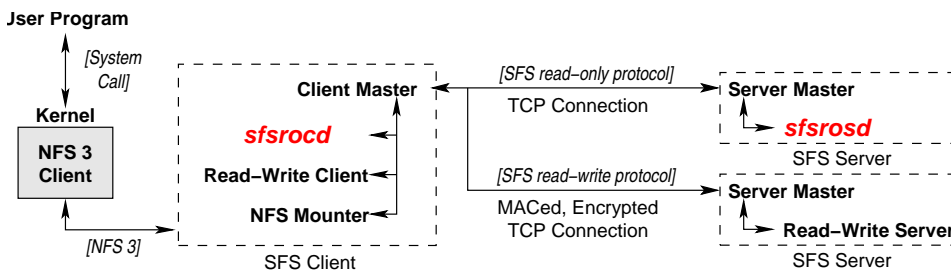 User Program
[System
Call]
Kernel
NFS 3
Client
[NFS 3]
Client Master
sfsrocd
Read–Write Client
NFS Mounter
SFS Client
[SFS read–only protocol]
TCP Connection
[SFS read–write protocol]
MACed, Encrypted
TCP Connection
Server Master
sfsrosd
SFS Server
Server Master
Read–Write Server
SFS Server